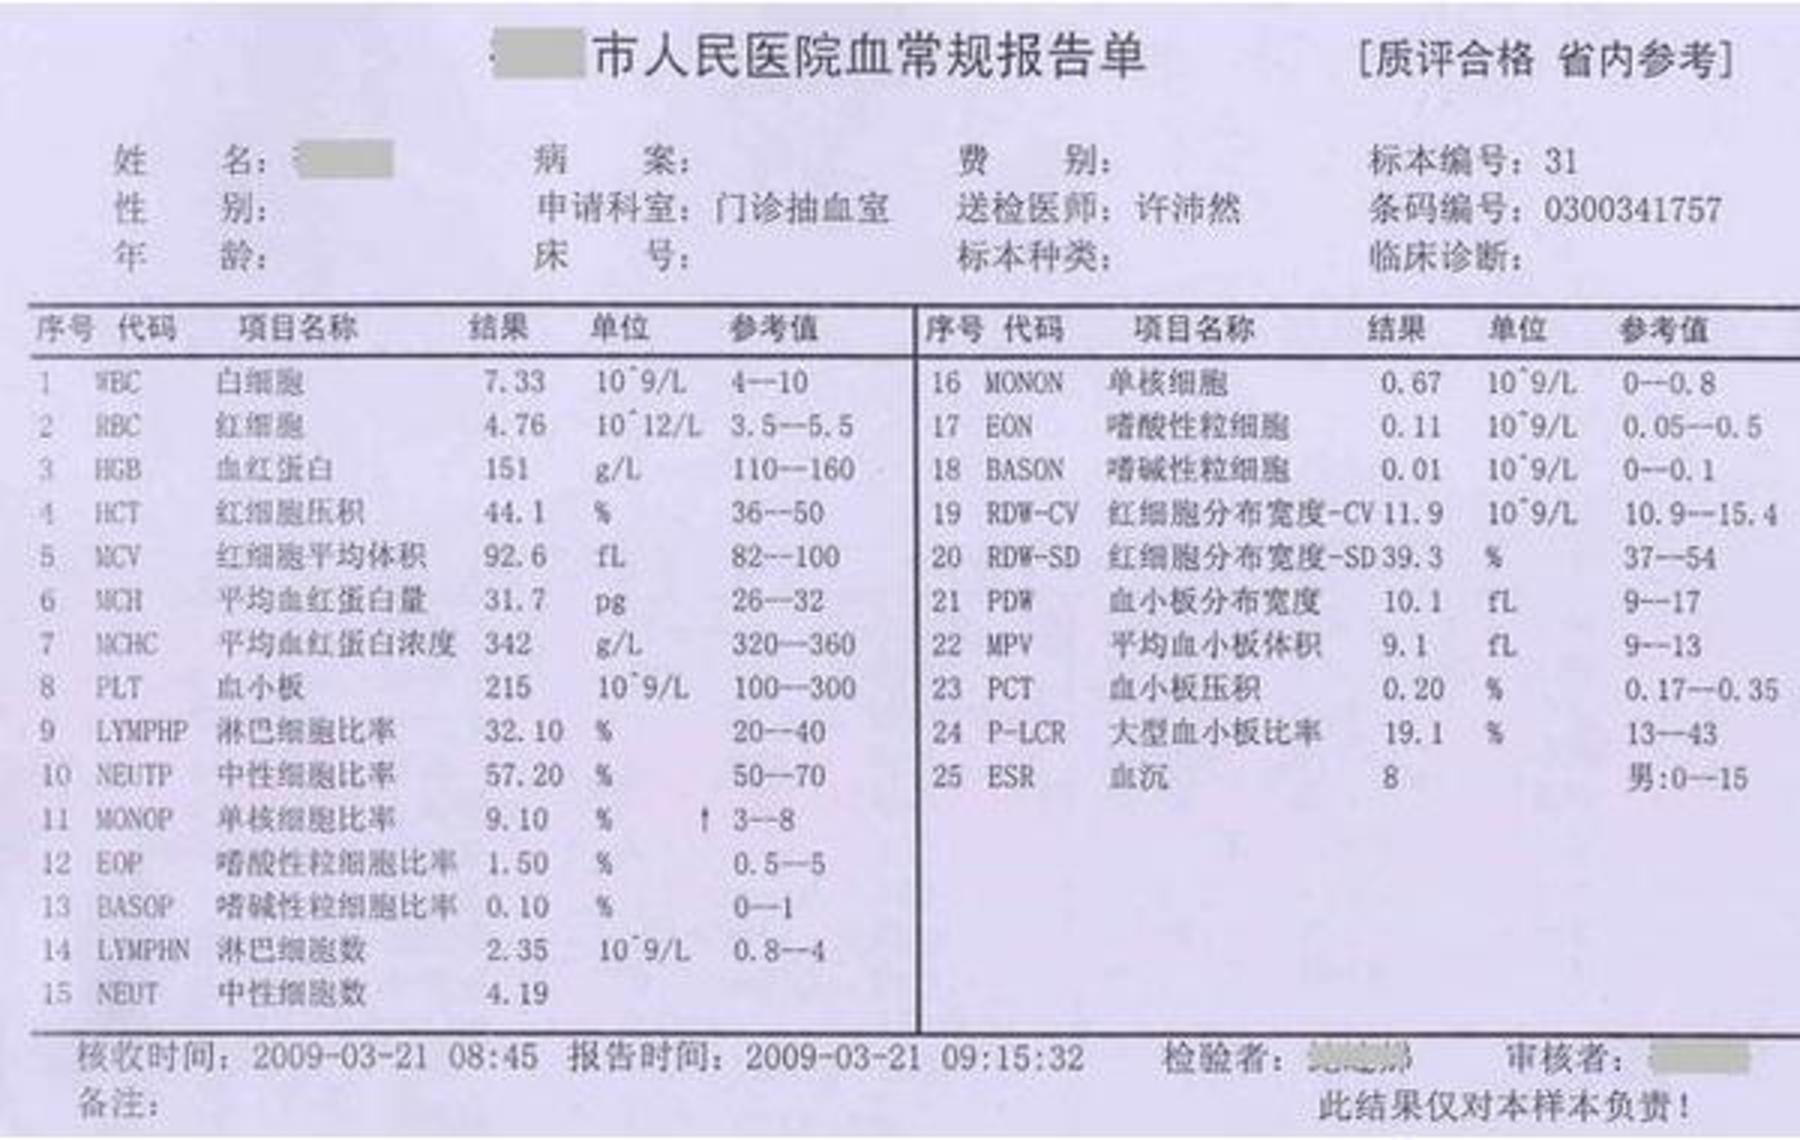 市人民医院血常规报告单 [质评合格 省内参考]
姓 名: 病 案: 费 别: 标本编号: 31
性 别: 申请科室: 门诊抽血室 送检医师: 许沛然 条码编号: 0300341757
年 龄: 床 号: 标本种类: 临床诊断:
序号 代码 项目名称 结果 单位 参考值 序号 代码 项目名称 结果 单位 参考值
1 WBC 白细胞 7.33 10^9/L 4--10 16 MONON 单核细胞 0.67 10^9/L 0--0.8
2 RBC 红细胞 4.76 10^12/L 3.5--5.5 17 EON 嗜酸性粒细胞 0.11 10^9/L 0.05--0.5
3 HGB 血红蛋白 151 g/L 110--160 18 BASON 嗜碱性粒细胞 0.01 10^9/L 0--0.1
4 HCT 红细胞压积 44.1 % 36--50 19 RDW-CV 红细胞分布宽度-CV 11.9 10^9/L 10.9--15.4
5 MCV 红细胞平均体积 92.6 fL 82--100 20 RDW-SD 红细胞分布宽度-SD 39.3 % 37--54
6 MCH 平均血红蛋白量 31.7 pg 26--32 21 PDW 血小板分布宽度 10.1 fL 9--17
7 MCHC 平均血红蛋白浓度 342 g/L 320--360 22 MPV 平均血小板体积 9.1 fL 9--13
8 PLT 血小板 215 10^9/L 100--300 23 PCT 血小板压积 0.20 % 0.17--0.35
9 LYMPHP 淋巴细胞比率 32.10 % 20--40 24 P-LCR 大型血小板比率 19.1 % 13--43
10 NEUTP 中性细胞比率 57.20 % 50--70 25 ESR 血沉 8 男:0--15
11 MONOP 单核细胞比率 9.10 % ↑ 3--8
12 EOP 嗜酸性粒细胞比率 1.50 % 0.5--5
13 BASOP 嗜碱性粒细胞比率 0.10 % 0--1
14 LYMPHN 淋巴细胞数 2.35 10^9/L 0.8--4
15 NEUT 中性细胞数 4.19
核收时间: 2009-03-21 08:45 报告时间: 2009-03-21 09:15:32 检验者: 审核者:
备注: 此结果仅对本样本负责!